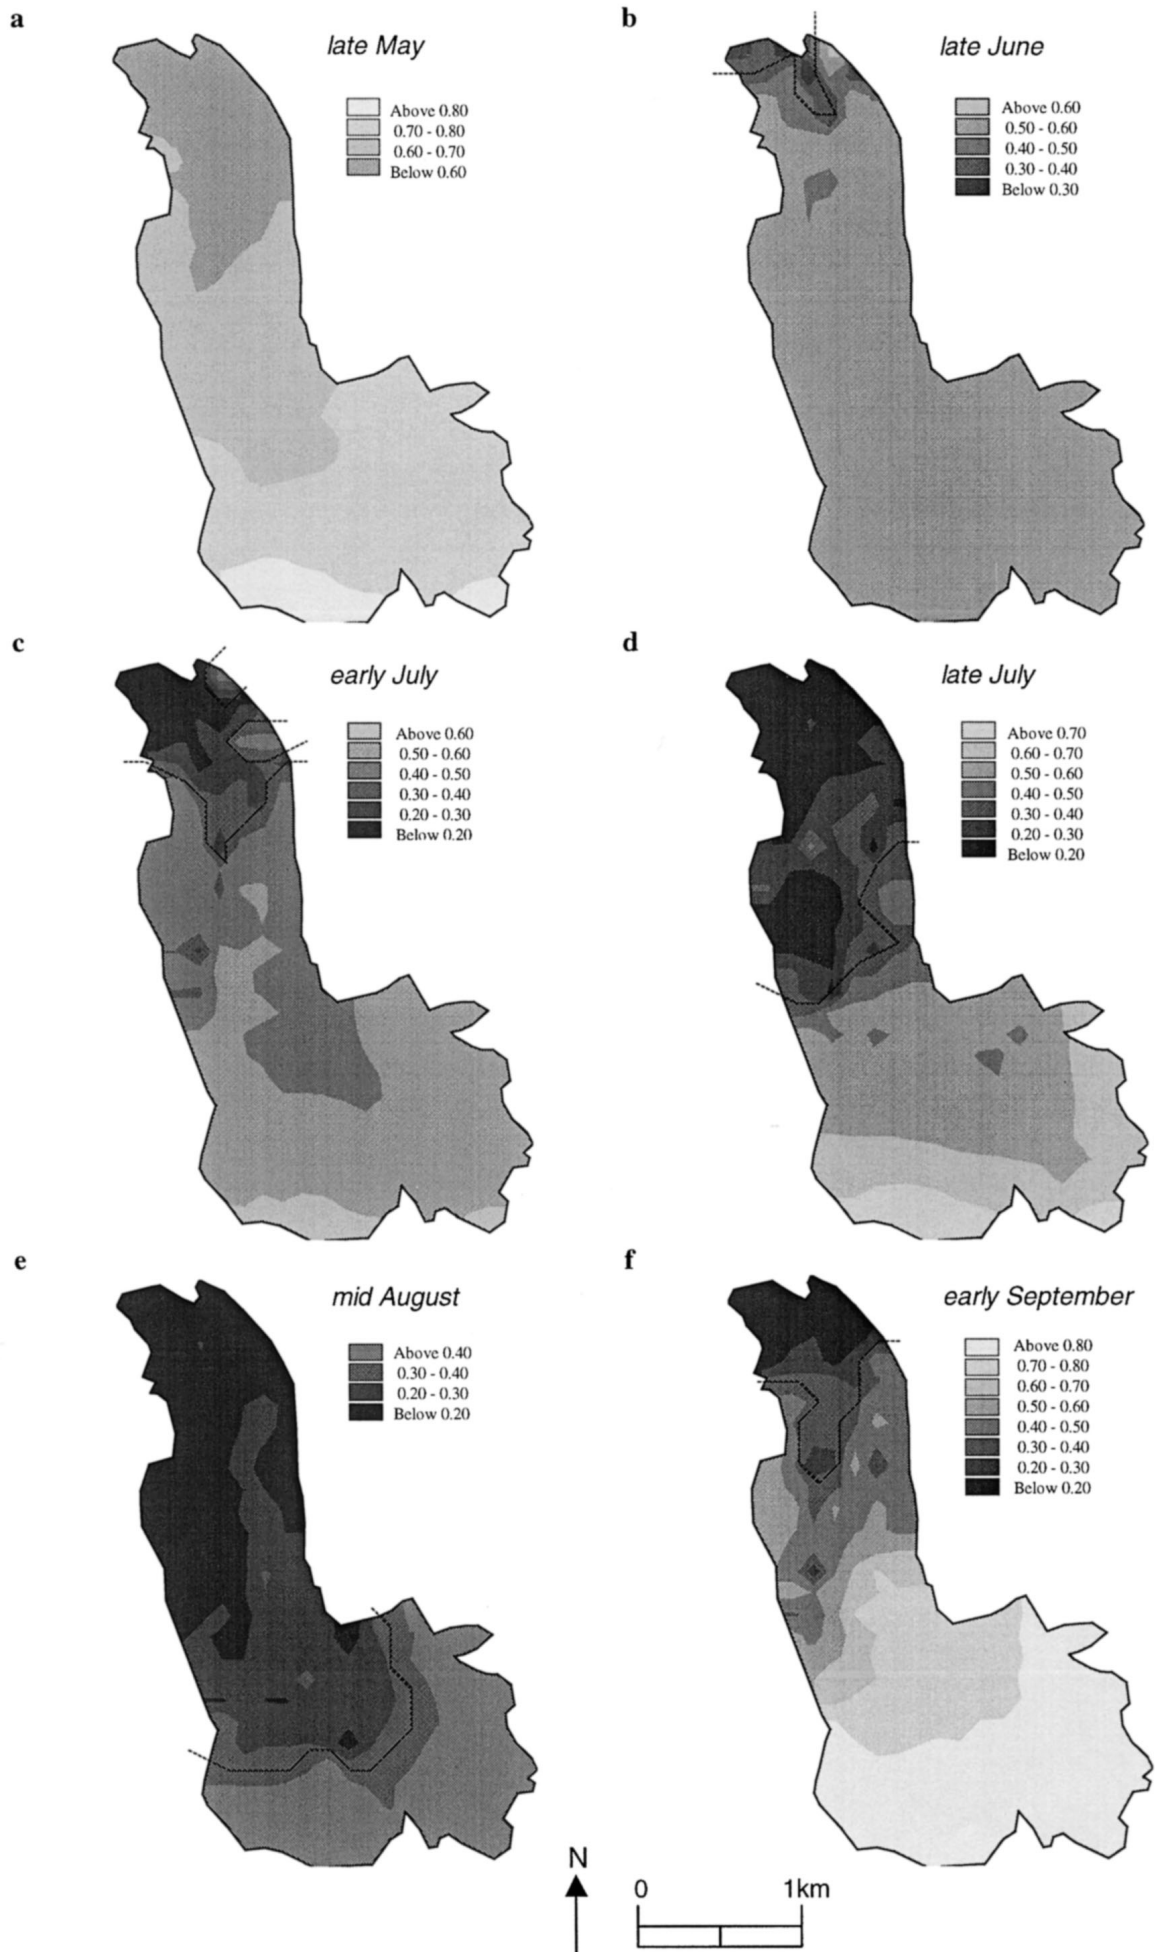 a
late May
Above 0.80
0.70 - 0.80
0.60 - 0.70
Below 0.60
b
late June
Above 0.60
0.50 - 0.60
0.40 - 0.50
0.30 - 0.40
Below 0.30
c
early July
Above 0.60
0.50 - 0.60
0.40 - 0.50
0.30 - 0.40
0.20 - 0.30
Below 0.20
d
late July
Above 0.70
0.60 - 0.70
0.50 - 0.60
0.40 - 0.50
0.30 - 0.40
0.20 - 0.30
Below 0.20
e
mid August
Above 0.40
0.30 - 0.40
0.20 - 0.30
Below 0.20
f
early September
Above 0.80
0.70 - 0.80
0.60 - 0.70
0.50 - 0.60
0.40 - 0.50
0.30 - 0.40
0.20 - 0.30
Below 0.20
N
0 1km